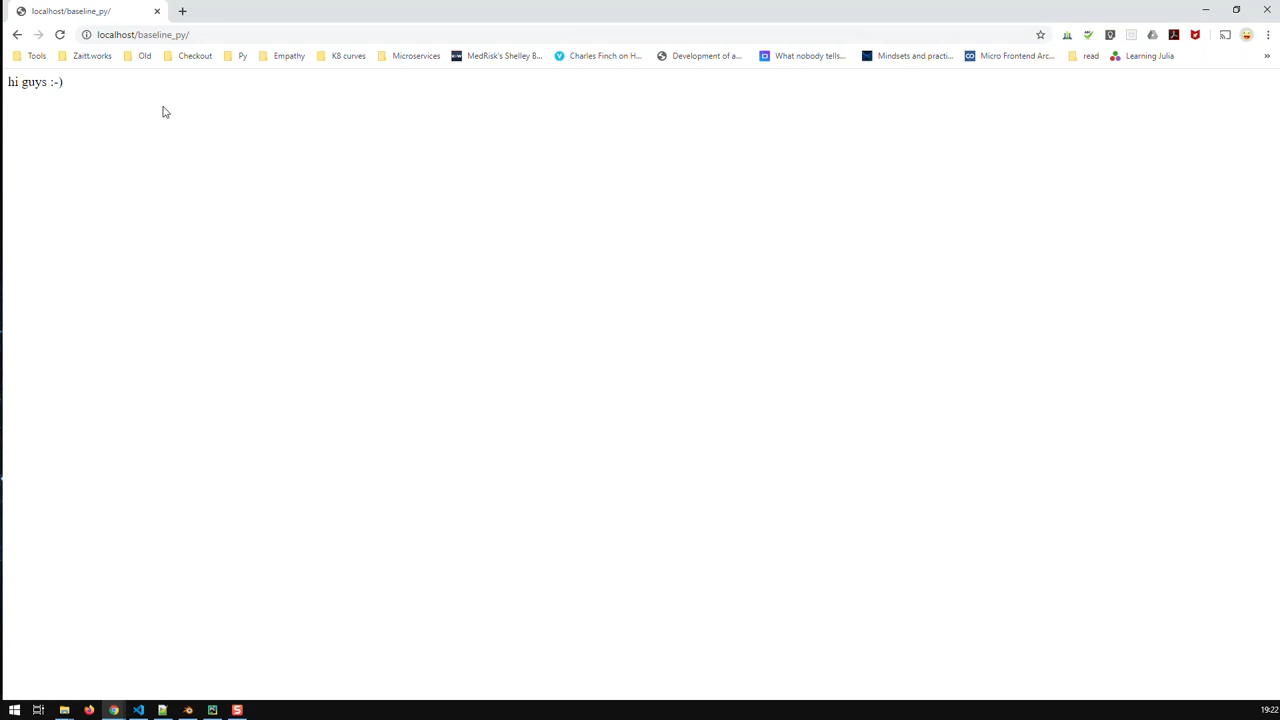 localhost/baseline_py/
localhost/baseline_py/
Tools Zaitt.works Old Checkout Py Empathy K8 curves Microservices MedRisk's Shelley B... Charles Finch on H... Development of a... What nobody tells... Mindsets and practi... Micro Frontend Arc... read Learning Julia »
hi guys :-)
19:22